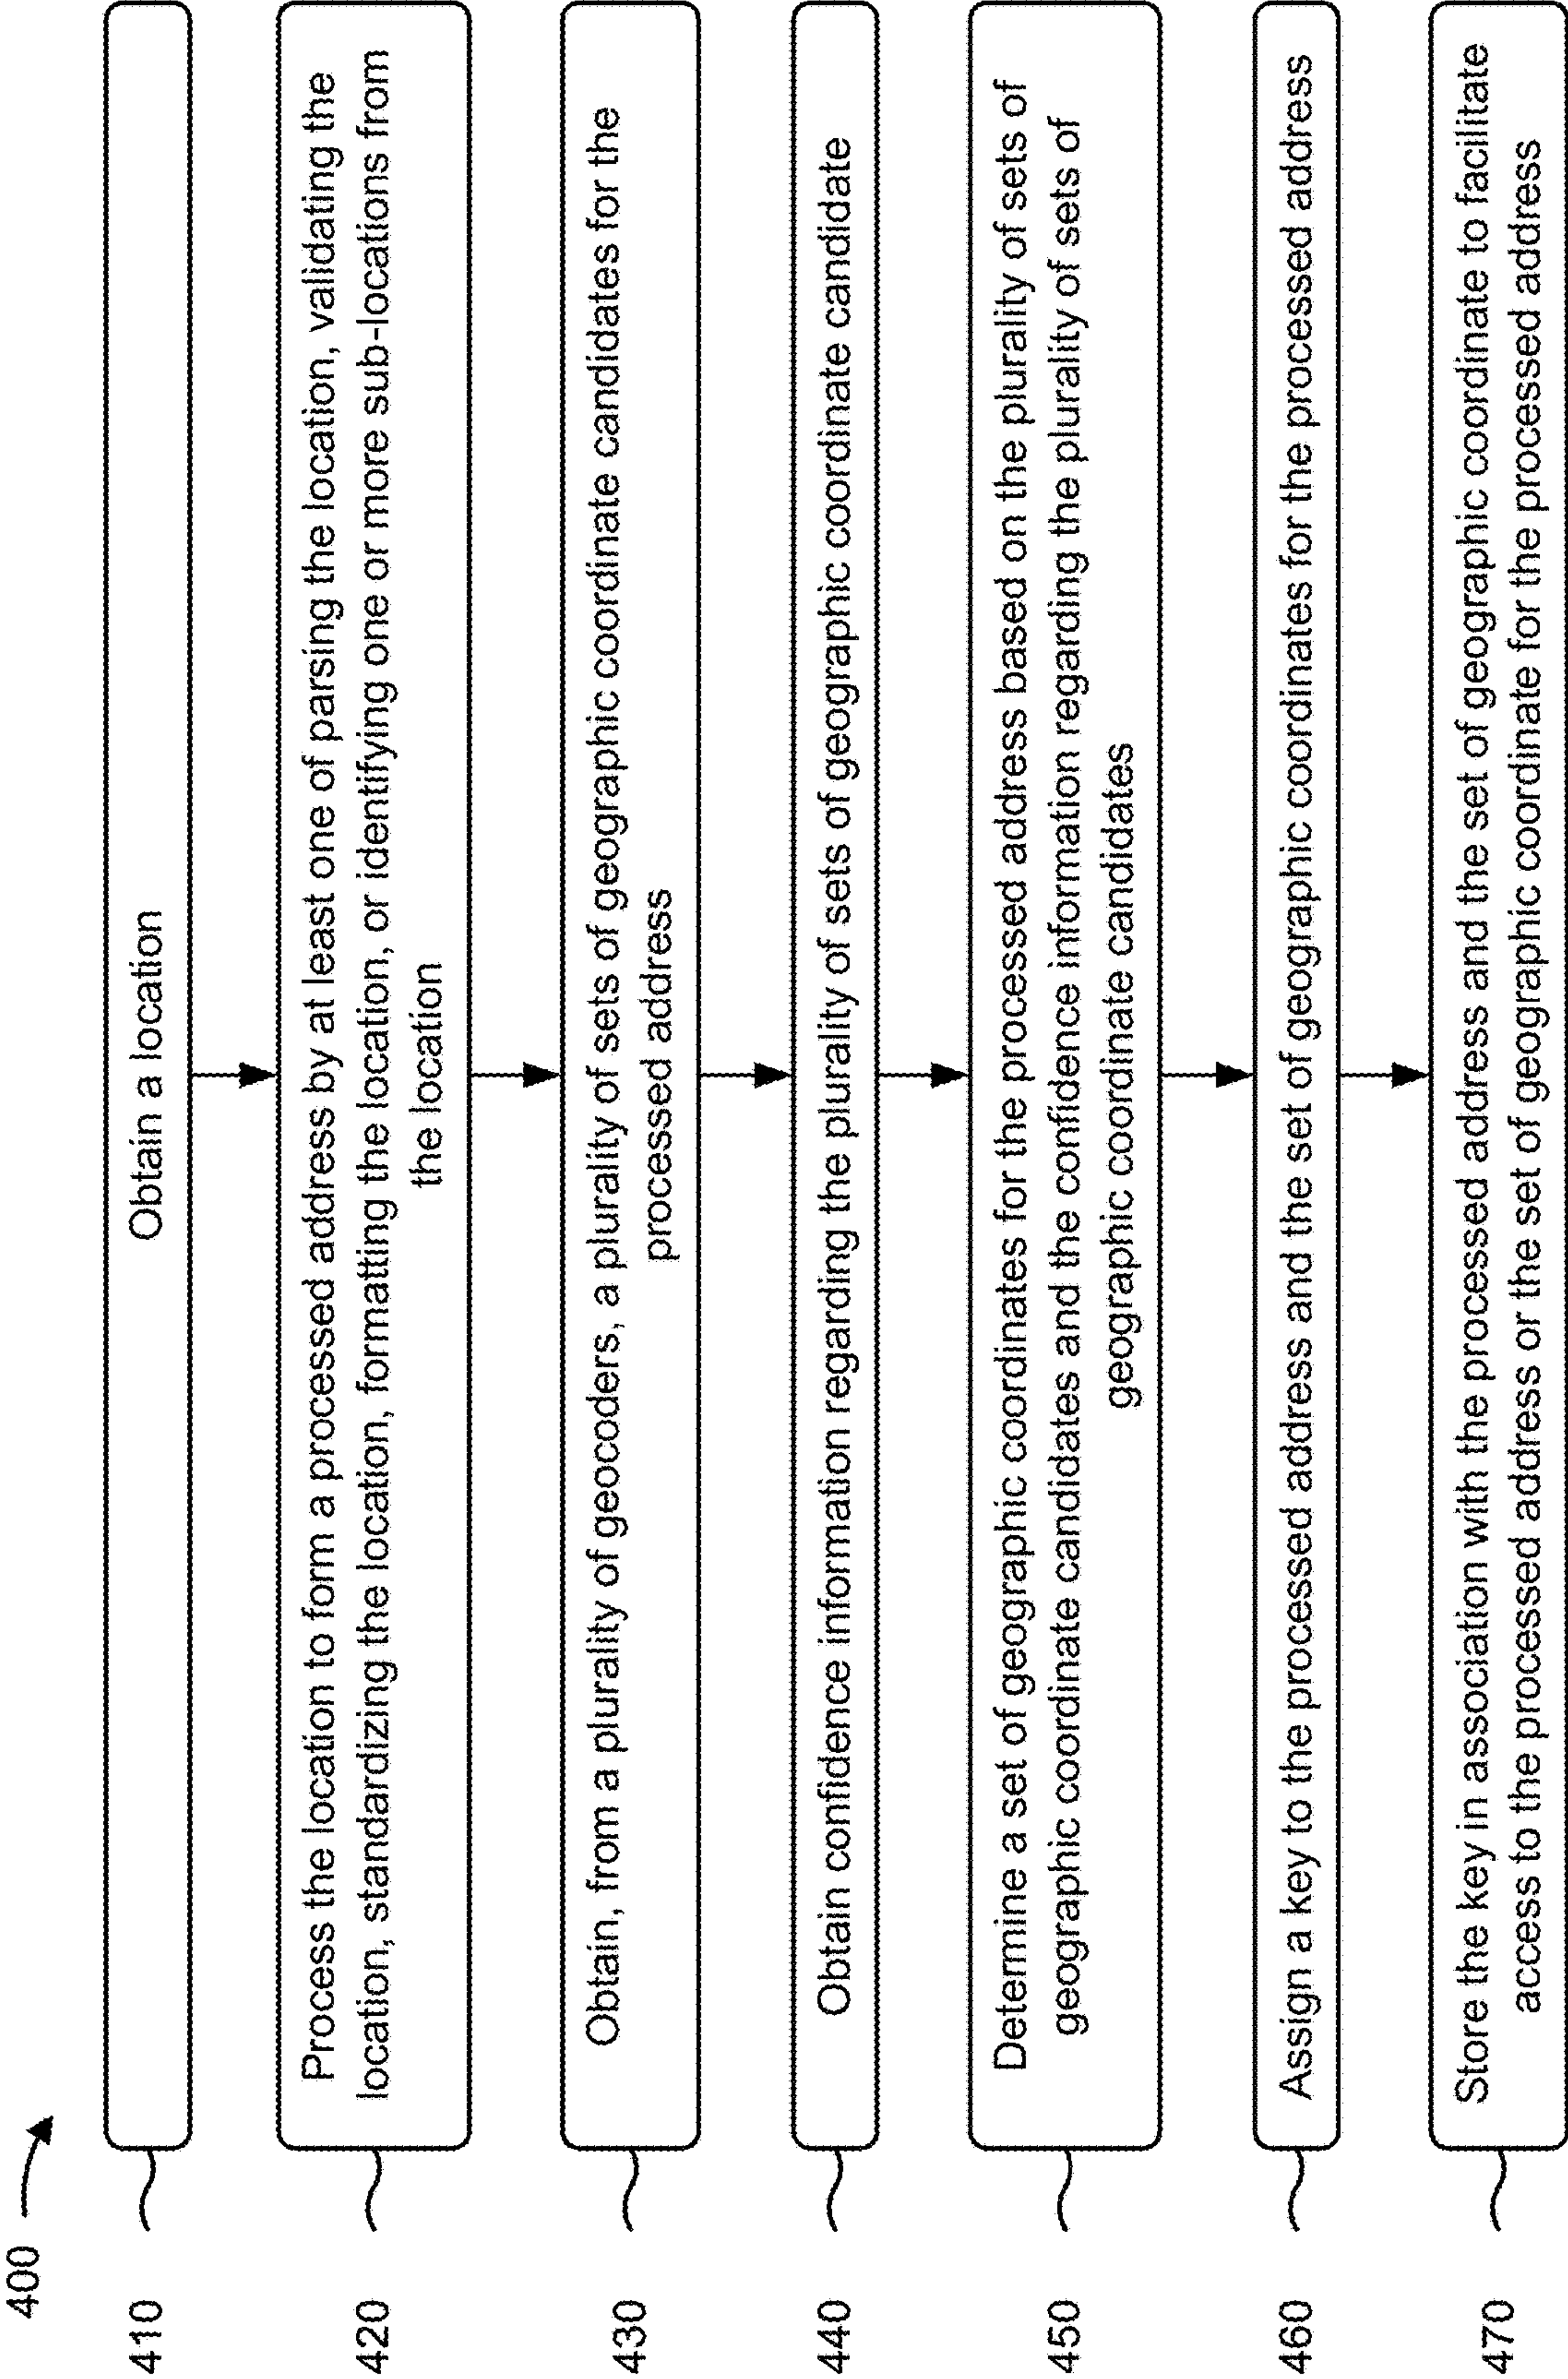 400
410
Obtain a location
420
Process the location to form a processed address by at least one of parsing the location, validating the
location, standardizing the location, formatting the location, or identifying one or more sub-locations from
the location
430
Obtain, from a plurality of geocoders, a plurality of sets of geographic coordinate candidates for the
processed address
440
Obtain confidence information regarding the plurality of sets of geographic coordinate candidate
450
Determine a set of geographic coordinates for the processed address based on the plurality of sets of
geographic coordinate candidates and the confidence information regarding the plurality of sets of
geographic coordinate candidates
460
Assign a key to the processed address and the set of geographic coordinates for the processed address
470
Store the key in association with the processed address and the set of geographic coordinate to facilitate
access to the processed address or the set of geographic coordinate for the processed address